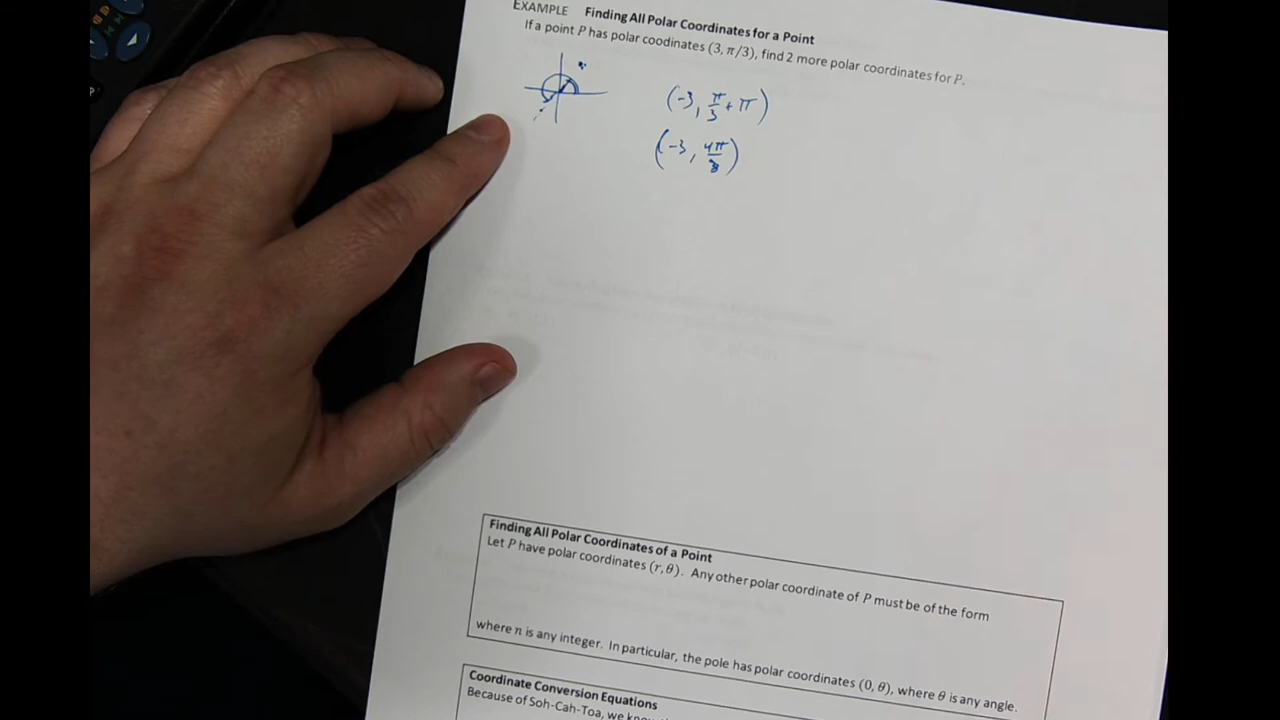 EXAMPLE Finding All Polar Coordinates for a Point
If a point P has polar coodinates (3, π/3), find 2 more polar coordinates for P.
(-3, π/3 + π)
(-3, 4π/3)
Finding All Polar Coordinates of a Point
Let P have polar coordinates (r, θ). Any other polar coordinate of P must be of the form
where n is any integer. In particular, the pole has polar coordinates (0, θ), where θ is any angle.
Coordinate Conversion Equations
Because of Soh-Cah-Toa, we